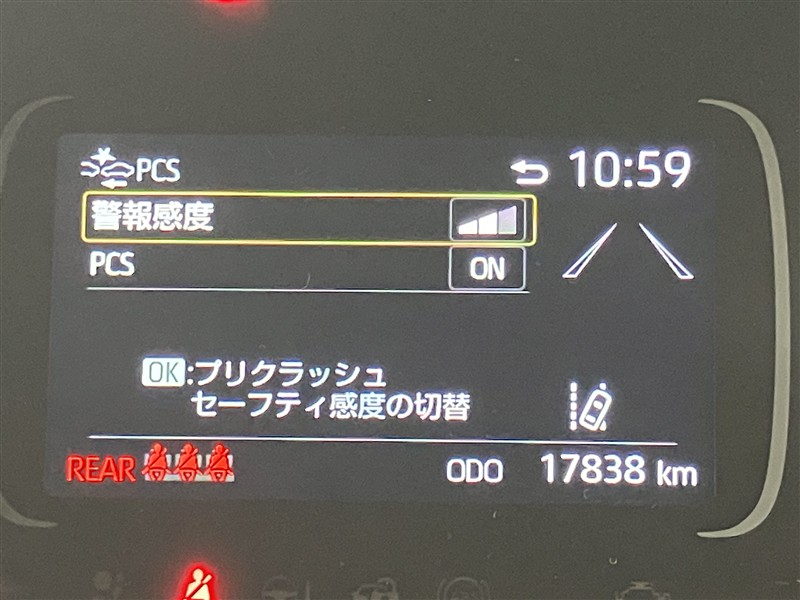 PCS
10:59
警報感度
PCS ON
OK:プリクラッシュ
セーフティ感度の切替
REAR ODO 17838 km